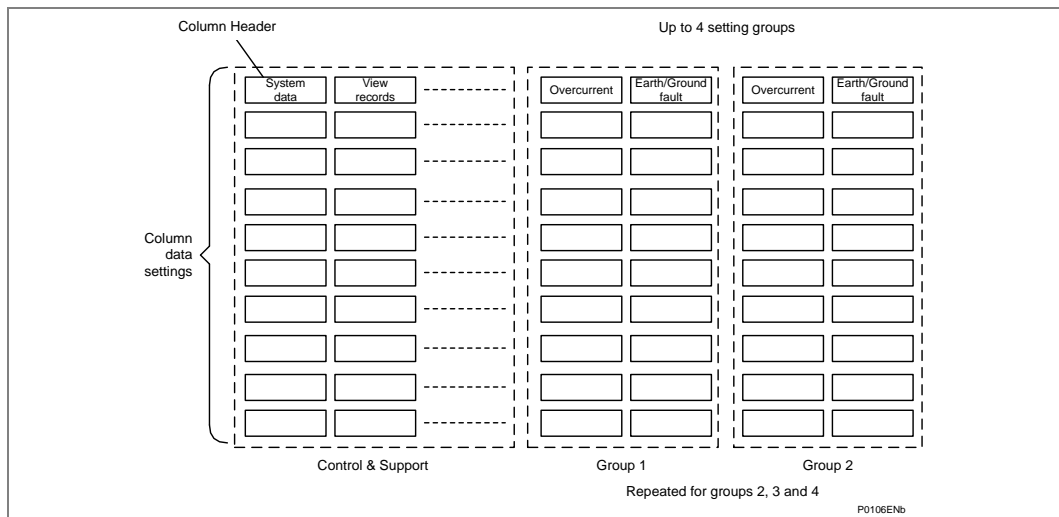 Column Header
Up to 4 setting groups
System
data
View
records
Overcurrent
Earth/Ground
fault
Overcurrent
Earth/Ground
fault
Column
data
settings
Control & Support
Group 1
Group 2
Repeated for groups 2, 3 and 4
P0106ENb